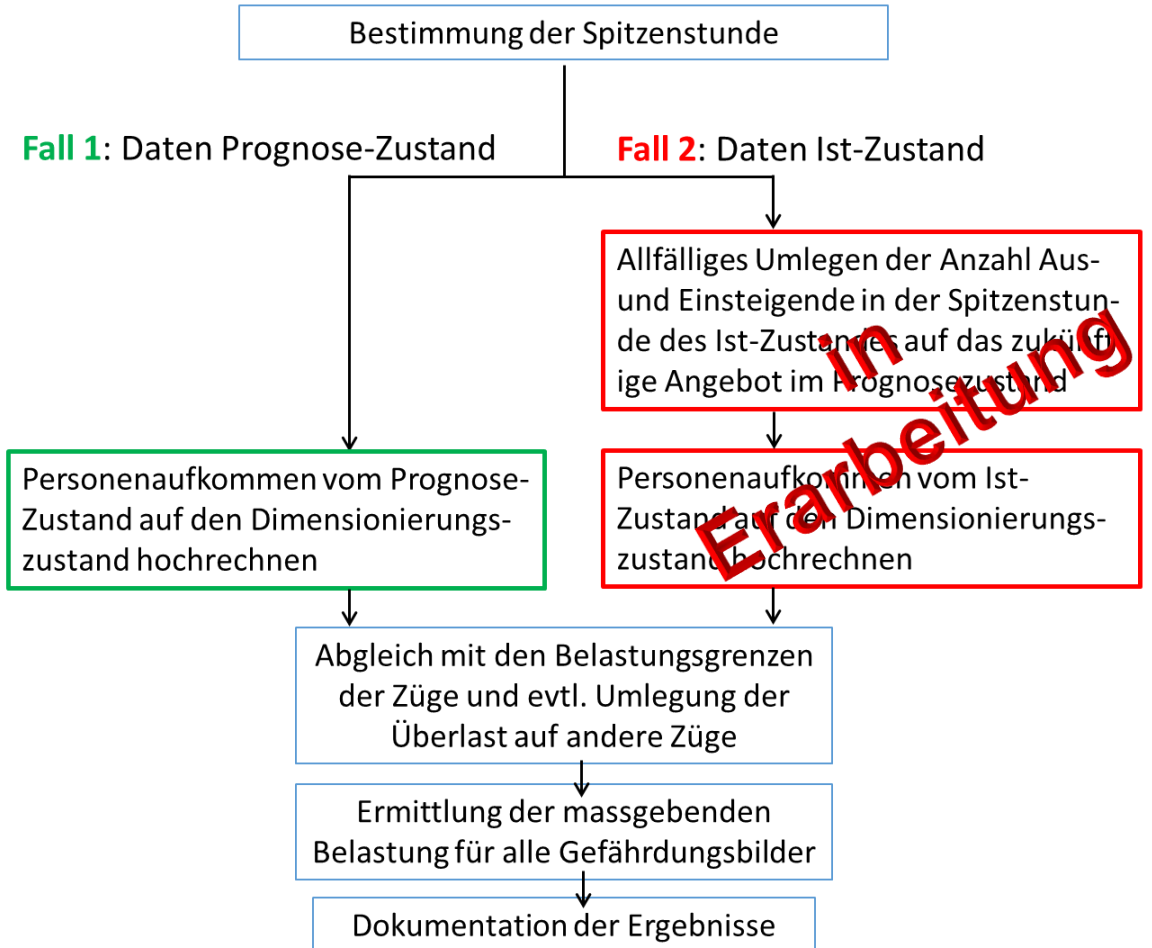 Bestimmung der Spitzenstunde
Fall 1: Daten Prognose-Zustand
Fall 2: Daten Ist-Zustand
Allfälliges Umlegen der Anzahl Aus-
und Einsteigende in der Spitzenstun-
de des Ist-Zustandes auf das zukünft
ige Angebot im Prognosezustand
in
Erarbeitung
Personenaufkommen vom Prognose-
Zustand auf den Dimensionierungs-
zustand hochrechnen
Personenaufkommen vom Ist-
Zustand auf den Dimensionierungs-
zustand hochrechnen
Abgleich mit den Belastungsgrenzen
der Züge und evtl. Umlegung der
Überlast auf andere Züge
Ermittlung der massgebenden
Belastung für alle Gefährdungsbilder
Dokumentation der Ergebnisse